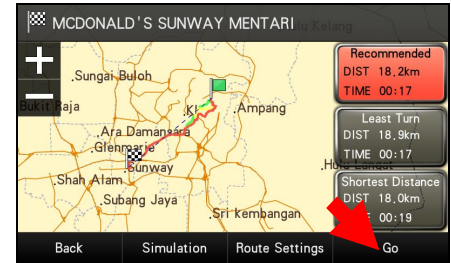 MCDONALD'S SUNWAY MENTARI
Kelang
Recommended
DIST 18.2km
TIME 00:17
Sungai Buloh
Raja
Ampang
Least Turn
DIST 18.9km
TIME 00:17
Ara Damansara
Glenmarie
Sunway
Shah Alam
Shortest Distance
DIST 18.0km
00:19
Subang Jaya
Sri kembangan
Back
Simulation
Route Settings
Go